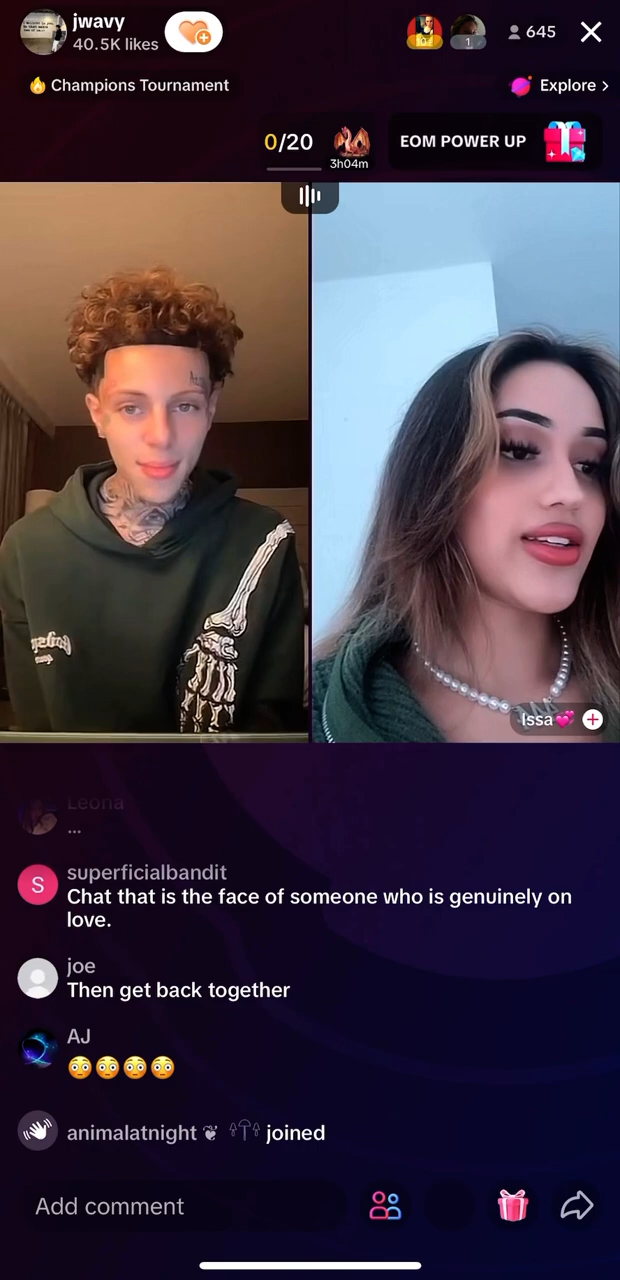 jwavy
40.5K likes
1
645
Champions Tournament
Explore
0/20
3h04m
EOM POWER UP
Issa💕
Leona
...
S
superficialbandit
Chat that is the face of someone who is genuinely on
love.
joe
Then get back together
AJ
😳😳😳😳
animalatnight joined
Add comment